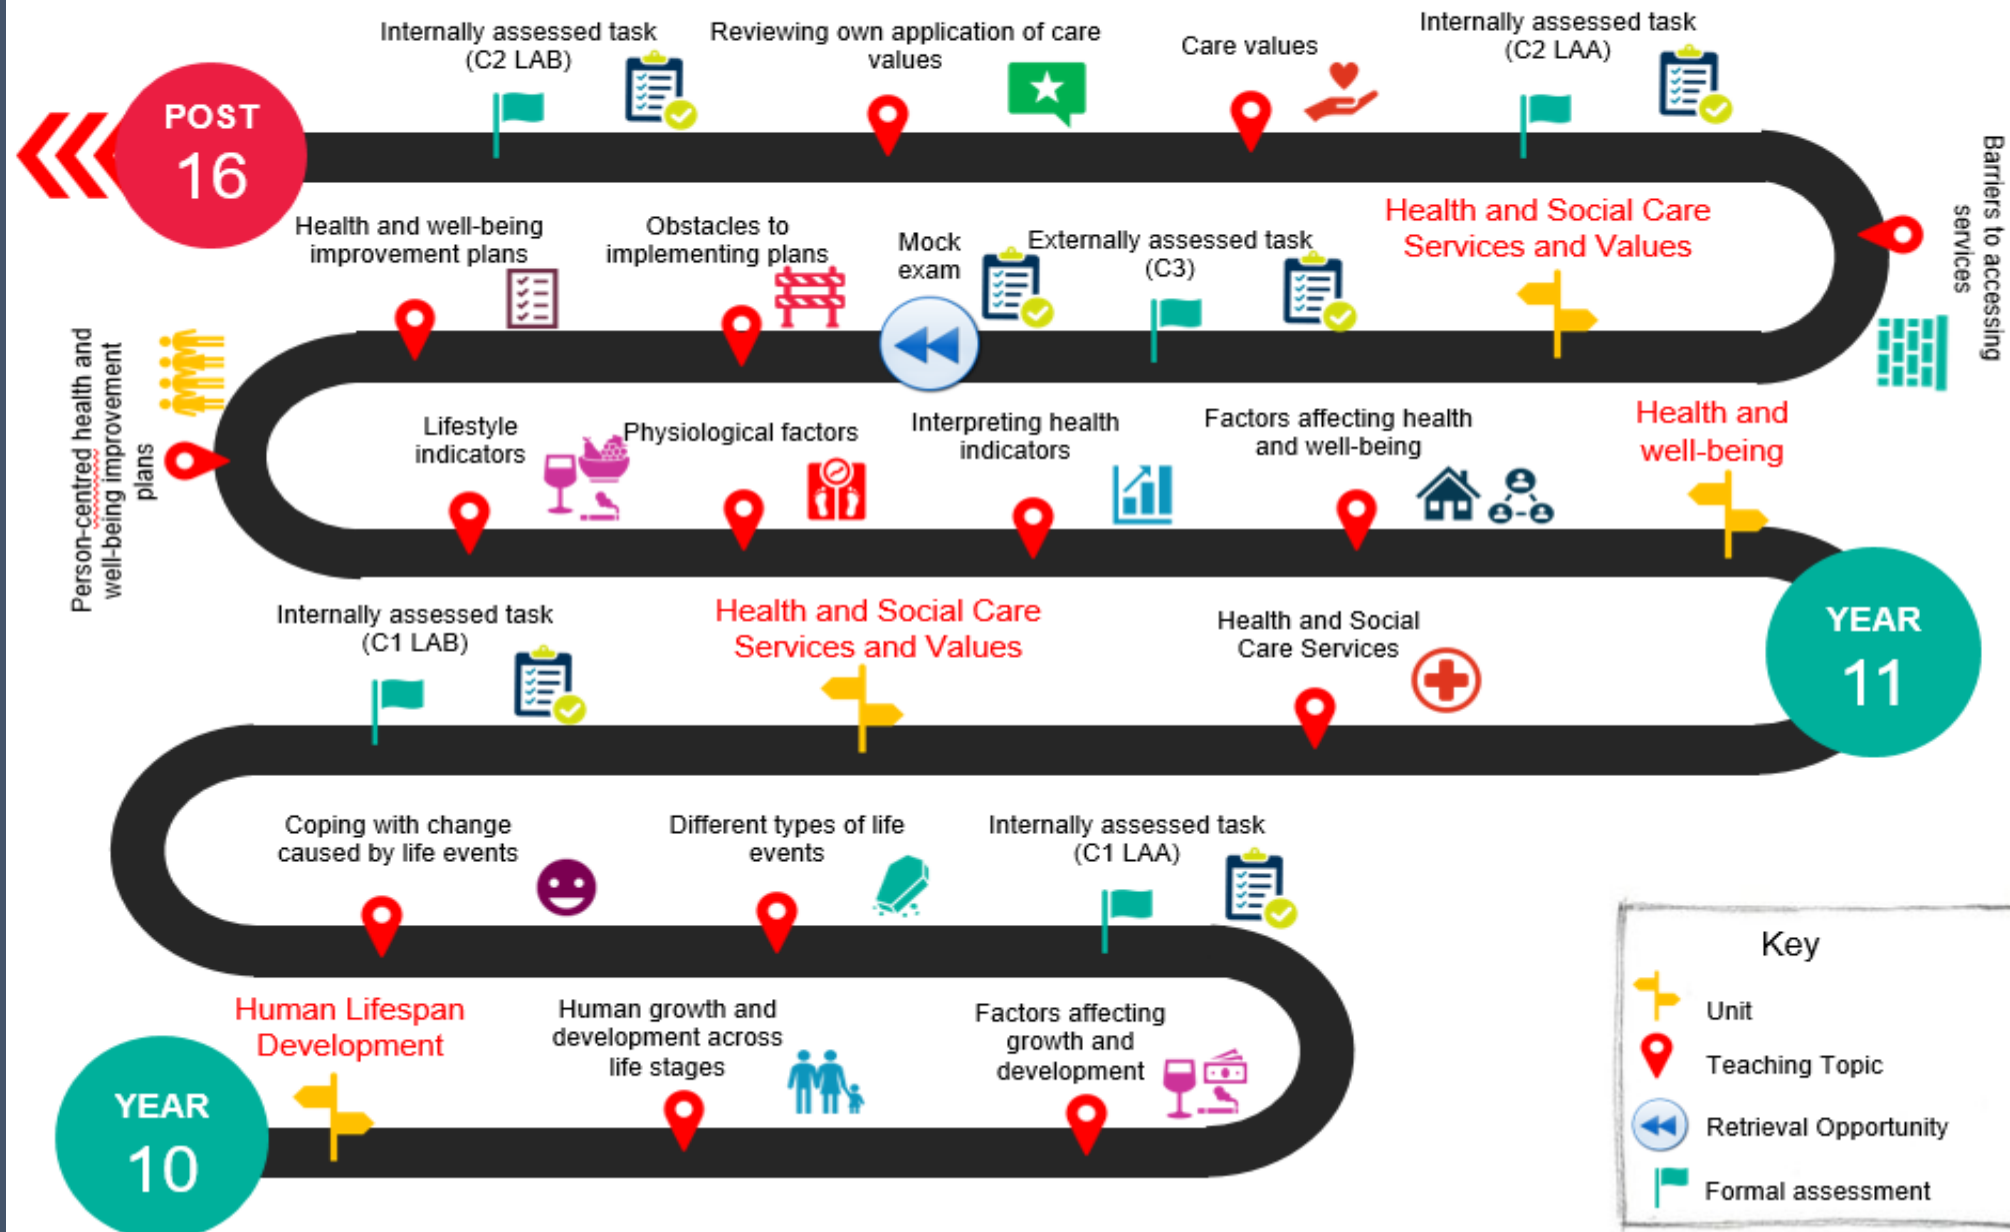 Internally assessed task
(C2 LAB)
Reviewing own application of care
values
Care values
Internally assessed task
(C2 LAA)
POST
16
Barriers to accessing
services
Health and well-being
improvement plans
Obstacles to
implementing plans
Mock
exam
Externally assessed task
(C3)
Health and Social Care
Services and Values
Person-centred health and
well-being improvement
plans
Lifestyle
indicators
Physiological factors
Interpreting health
indicators
Factors affecting health
and well-being
Health and
well-being
YEAR
11
Internally assessed task
(C1 LAB)
Health and Social Care
Services and Values
Health and Social
Care Services
Coping with change
caused by life events
Different types of life
events
Internally assessed task
(C1 LAA)
Human Lifespan
Development
Human growth and
development across
life stages
Factors affecting
growth and
development
YEAR
10
Key
Unit
Teaching Topic
Retrieval Opportunity
Formal assessment